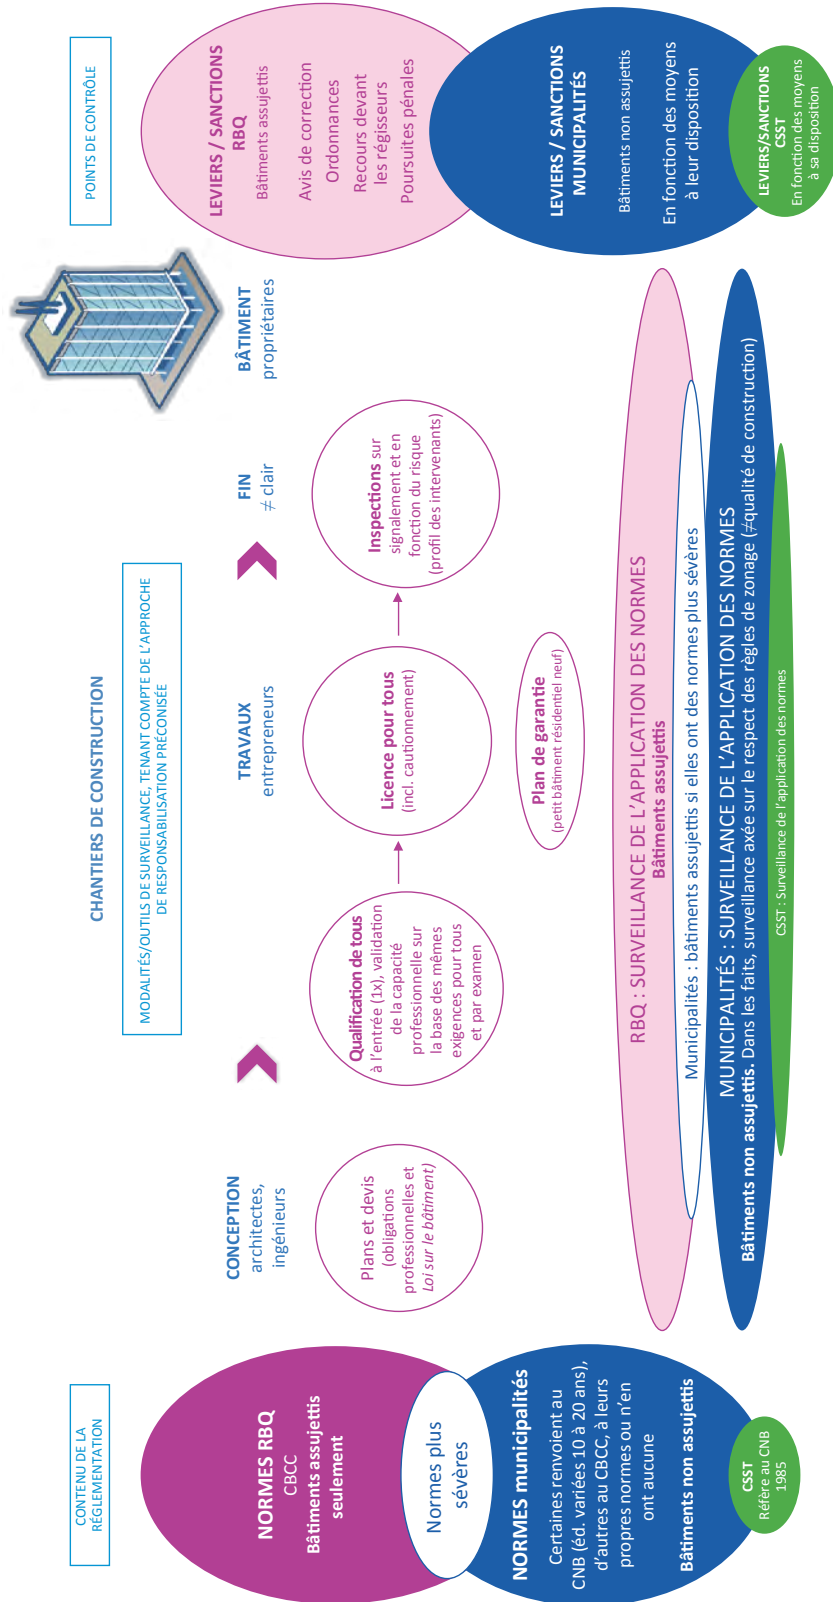 CONTENU DE LA
RÉGLEMENTATION
NORMES RBQ
CBCC
Bâtiments assujettis
seulement
Normes plus
sévères
NORMES municipalités
Certaines renvoient au
CNB (éd. variées 10 à 20 ans),
d'autres au CBCC, à leurs
propres normes ou n'en
ont aucune
Bâtiments non assujettis
CSST
Réfère au CNB
1985
CHANTIERS DE CONSTRUCTION
MODALITÉS/OUTILS DE SURVEILLANCE, TENANT COMPTE DE L'APPROCHE
DE RESPONSABILISATION PRÉCONISÉE
CONCEPTION
architectes,
ingénieurs
TRAVAUX
entrepreneurs
FIN
≠ clair
BÂTIMENT
propriétaires
Plans et devis
(obligations
professionnelles et
Loi sur le bâtiment)
Qualification de tous
à l'entrée (1x), validation
de la capacité
professionnelle sur
la base des mêmes
exigences pour tous
et par examen
Licence pour tous
(incl. cautionnement)
Inspections sur
signalement et en
fonction du risque
(profil des intervenants)
Plan de garantie
(petit bâtiment résidentiel neuf)
RBQ : SURVEILLANCE DE L'APPLICATION DES NORMES
Bâtiments assujettis
Municipalités : bâtiments assujettis si elles ont des normes plus sévères
MUNICIPALITÉS : SURVEILLANCE DE L'APPLICATION DES NORMES
Bâtiments non assujettis. Dans les faits, surveillance axée sur le respect des règles de zonage (≠qualité de construction)
CSST : Surveillance de l'application des normes
POINTS DE CONTRÔLE
LEVIERS / SANCTIONS
RBQ
Bâtiments assujettis
Avis de correction
Ordonnances
Recours devant
les régisseurs
Poursuites pénales
LEVIERS / SANCTIONS
MUNICIPALITÉS
Bâtiments non assujettis
En fonction des moyens
à leur disposition
LEVIERS/SANCTIONS
CSST
En fonction des moyens
à sa disposition